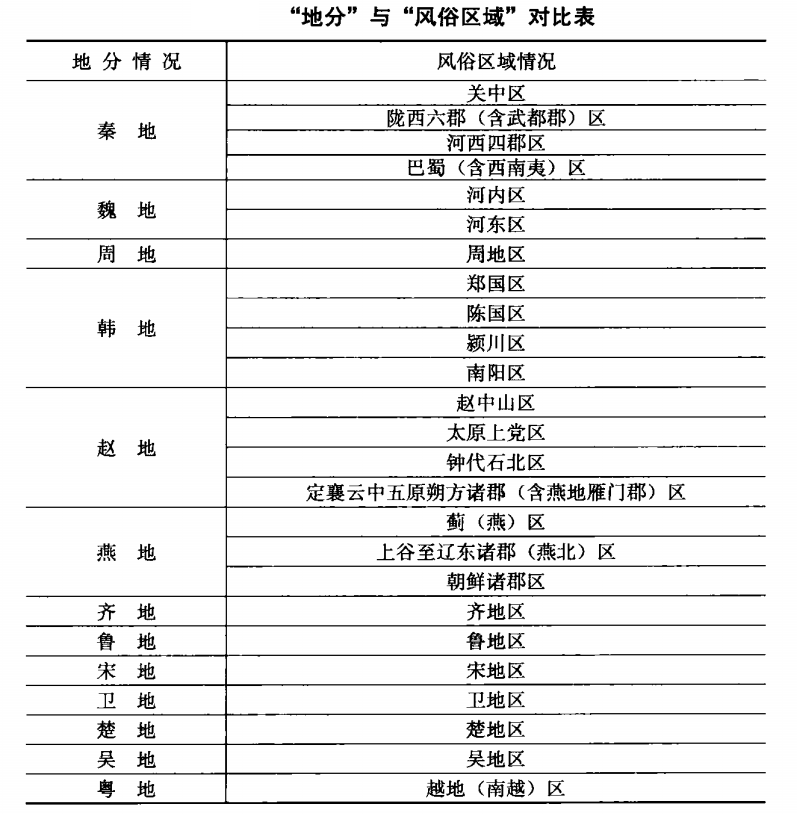 “地分”与“风俗区域”对比表
地分情况 风俗区域情况
秦地 关中区
陇西六郡（含武都郡）区
河西四郡区
巴蜀（含西南夷）区
魏地 河内区
河东区
周地 周地区
韩地 郑国区
陈国区
颍川区
南阳区
赵地 赵中山区
太原上党区
钟代石北区
定襄云中五原朔方诸郡（含燕地雁门郡）区
燕地 蓟（燕）区
上谷至辽东诸郡（燕北）区
朝鲜诸郡区
齐地 齐地区
鲁地 鲁地区
宋地 宋地区
卫地 卫地区
楚地 楚地区
吴地 吴地区
粤地 越地（南越）区